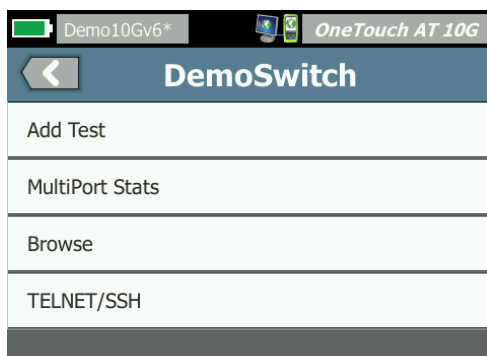 Demo10Gv6* OneTouch AT 10G
DemoSwitch
Add Test
MultiPort Stats
Browse
TELNET/SSH